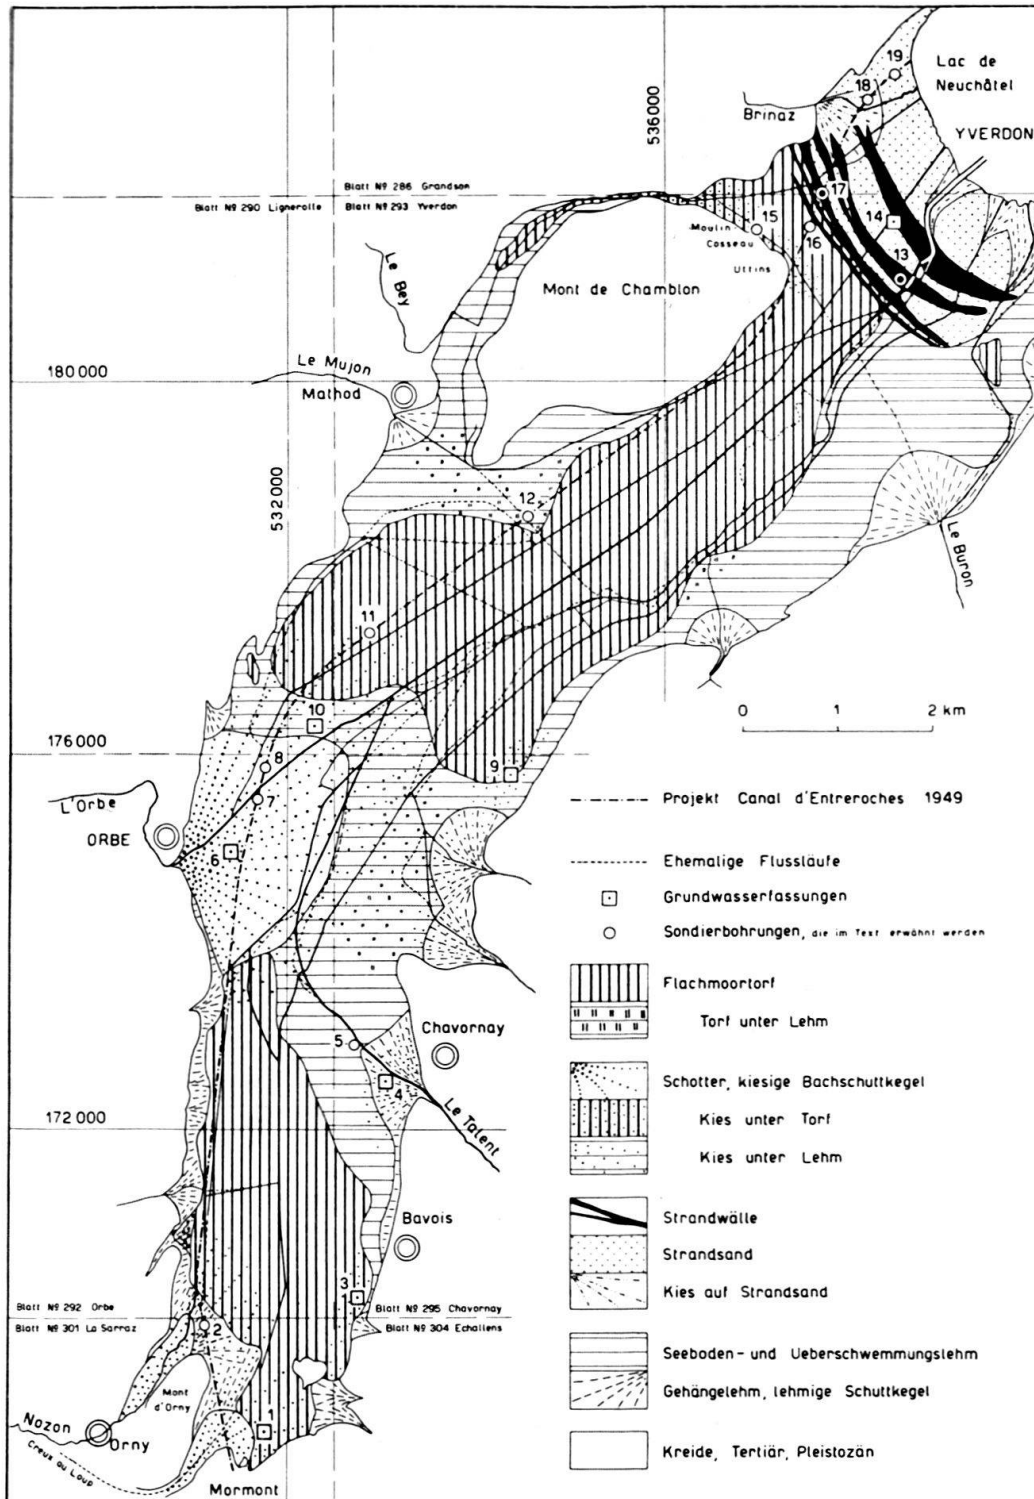 Lac de
Neuchâtel
YVERDON
19
18
Brinaz
536 000
Blatt Nº 286 Grandson
Blatt Nº 290 Lignerolle
Blatt Nº 293 Yverdon
17
15
14
16
13
Moulin
Cosseau
Uttins
Le Bey
Mont de Chamblon
180 000
Le Mujon
Mathod
532 000
12
Le Buron
11
10
0 1 2 km
176 000
8
9
7
L'Orbe
ORBE
6
Projekt Canal d'Entreroches 1949
Ehemalige Flussläufe
Grundwasserfassungen
Sondierbohrungen, die im Text erwähnt werden
Flachmoortorf
Torf unter Lehm
Chavornay
5
4
Le Talent
172 000
Schotter, kiesige Bachschuttkegel
Kies unter Torf
Kies unter Lehm
Bavois
Strandwälle
Strandsand
Kies auf Strandsand
3
Blatt Nº 292 Orbe
Blatt Nº 295 Chavornay
Blatt Nº 301 La Sarraz
Blatt Nº 304 Echallens
2
Seeboden- und Ueberschwemmungslehm
Gehängelehm, lehmige Schuttkegel
Mont
d'Orny
Nozon
Orny
Creux au Loup
1
Kreide, Tertiär, Pleistozän
Mormont